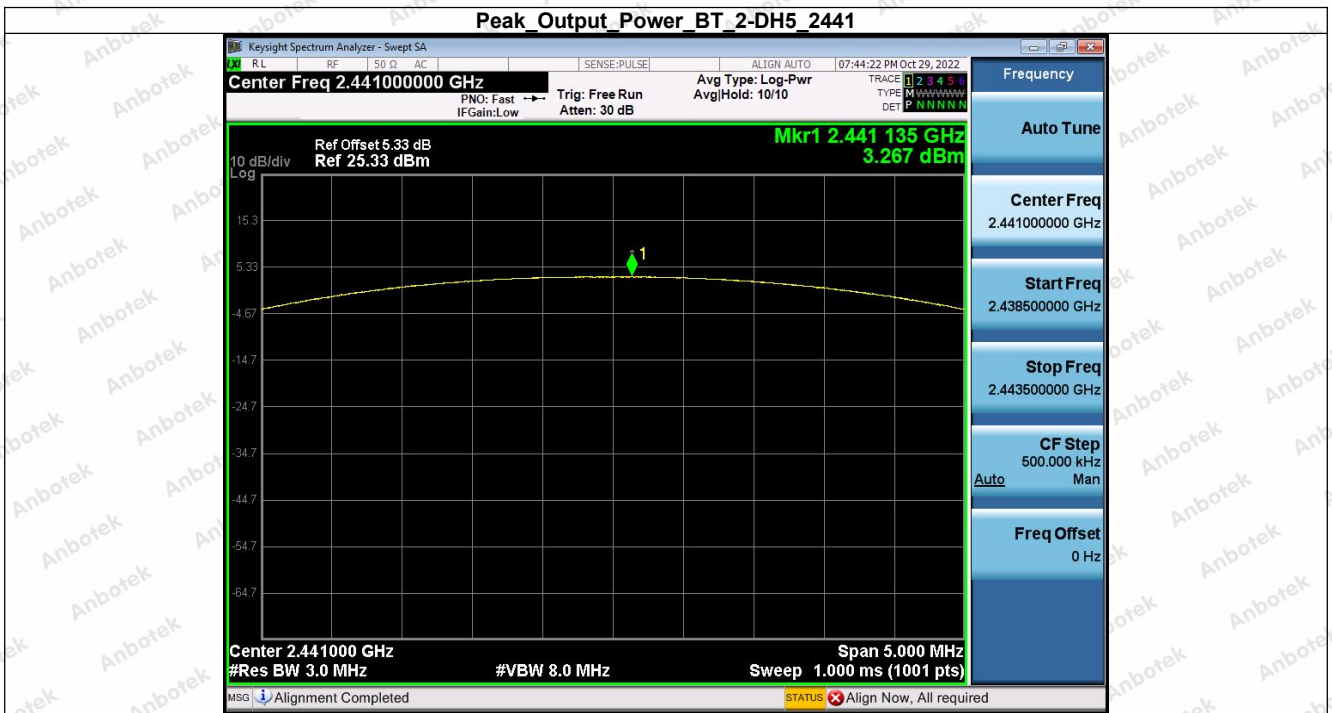 Peak_Output_Power_BT_2-DH5_2441
Keysight Spectrum Analyzer - Swept SA
LXI RL RF 50 Ω AC SENSE:PULSE ALIGN AUTO 07:44:22 PM Oct 29, 2022
Center Freq 2.441000000 GHz
PNO: Fast
IFGain:Low
Trig: Free Run
Atten: 30 dB
Avg Type: Log-Pwr
Avg|Hold: 10/10
TRACE 1 2 3 4 5 6
TYPE M WWWWW
DET P N N N N N
Ref Offset 5.33 dB
10 dB/div Ref 25.33 dBm
Log
Mkr1 2.441 135 GHz
3.267 dBm
1
15.3
5.33
-4.67
-14.7
-24.7
-34.7
-44.7
-54.7
-64.7
Center 2.441000 GHz Span 5.000 MHz
#Res BW 3.0 MHz #VBW 8.0 MHz Sweep 1.000 ms (1001 pts)
MSG Alignment Completed STATUS Align Now, All required
Frequency
Auto Tune
Center Freq
2.441000000 GHz
Start Freq
2.438500000 GHz
Stop Freq
2.443500000 GHz
CF Step
500.000 kHz
Auto Man
Freq Offset
0 Hz
Anbotek